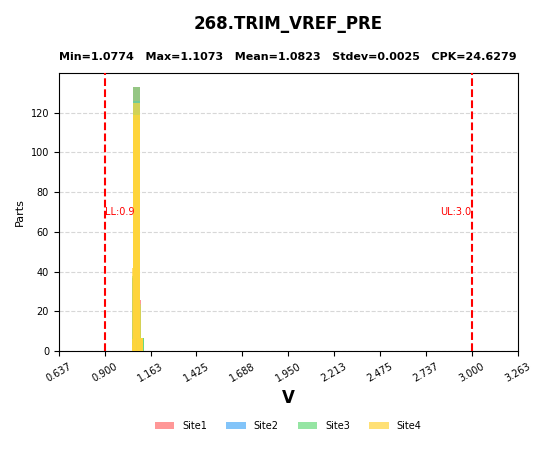 268.TRIM_VREF_PRE
Min=1.0774 Max=1.1073 Mean=1.0823 Stdev=0.0025 CPK=24.6279
120
100
80
60
40
20
0
Parts
LL:0.9
UL:3.0
0.637 0.900 1.163 1.425 1.688 1.950 2.213 2.475 2.737 3.000 3.263
V
Site1 Site2 Site3 Site4